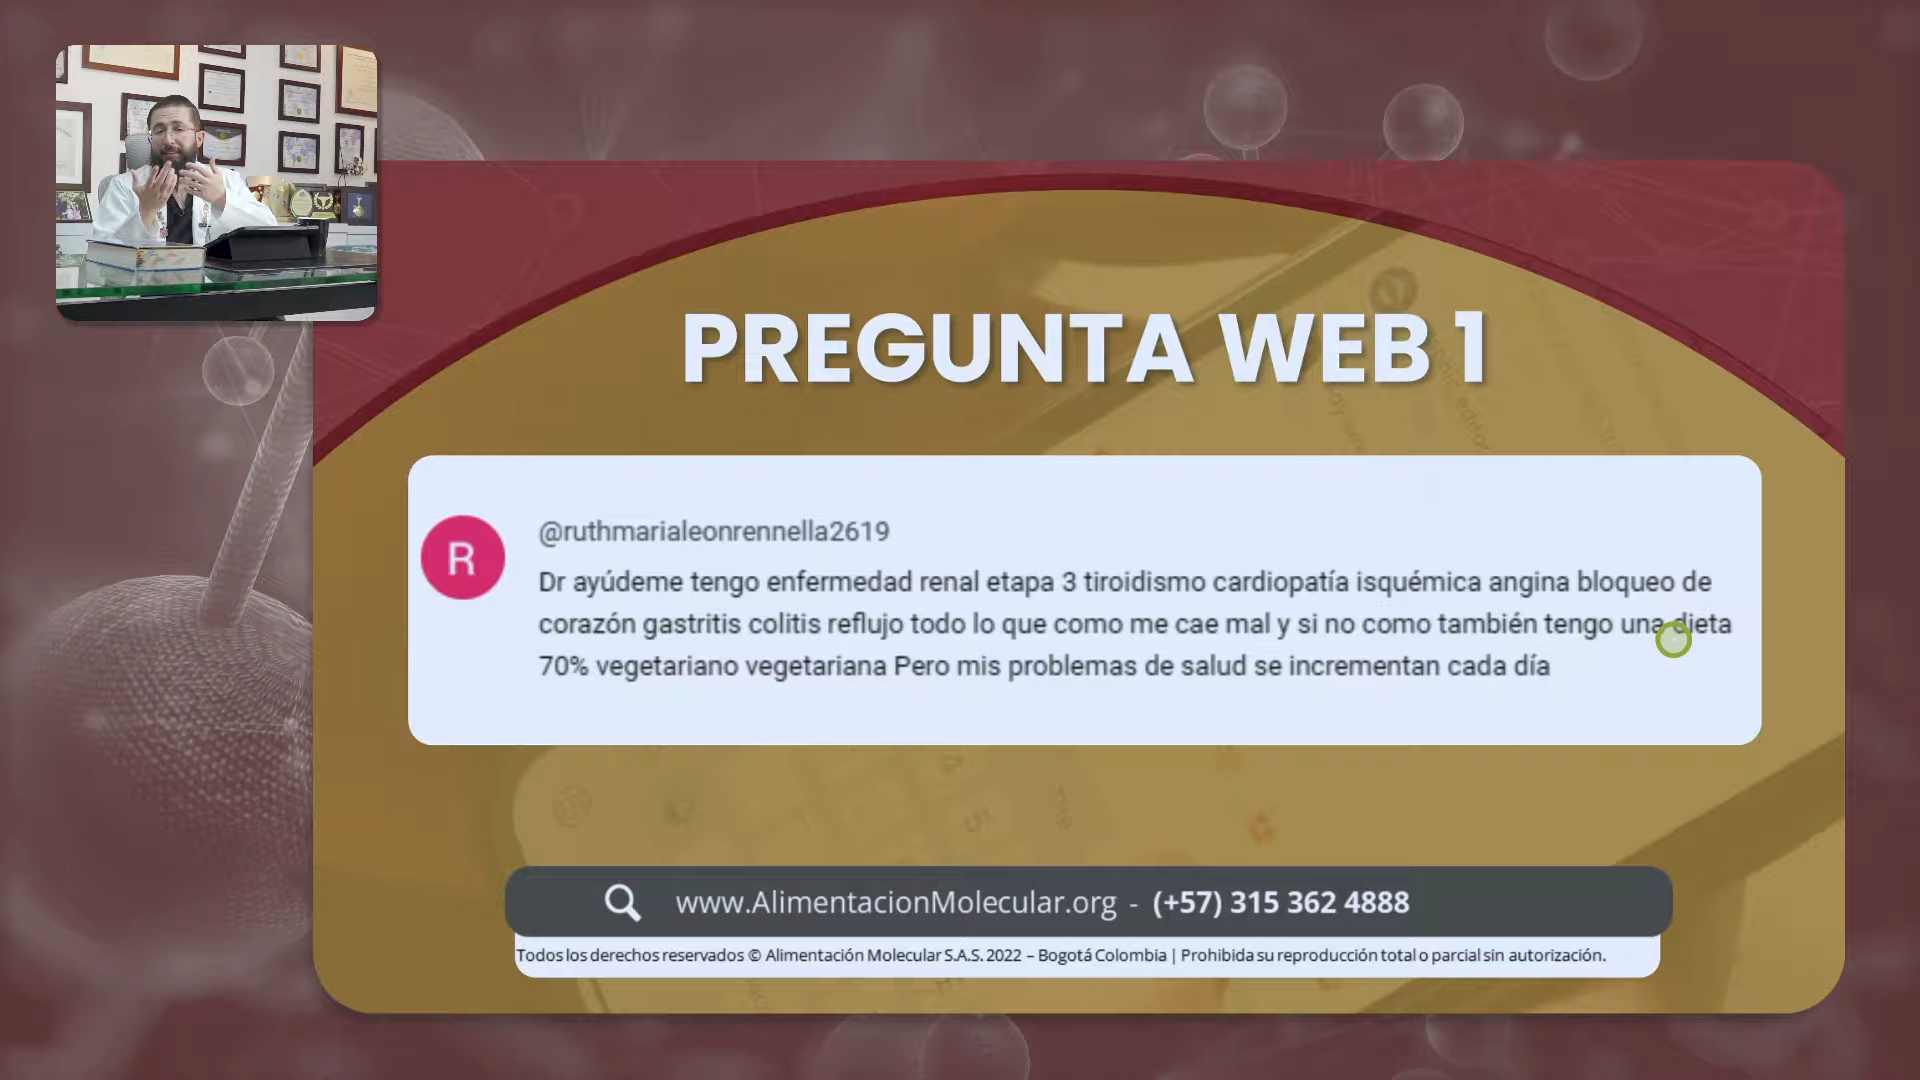 PREGUNTA WEB 1
R
@ruthmarialeonrennella2619
Dr ayúdeme tengo enfermedad renal etapa 3 tiroidismo cardiopatía isquémica angina bloqueo de
corazón gastritis colitis reflujo todo lo que como me cae mal y si no como también tengo una dieta
70% vegetariano vegetariana Pero mis problemas de salud se incrementan cada día
www.AlimentacionMolecular.org - (+57) 315 362 4888
Todos los derechos reservados © Alimentación Molecular S.A.S. 2022 – Bogotá Colombia | Prohibida su reproducción total o parcial sin autorización.